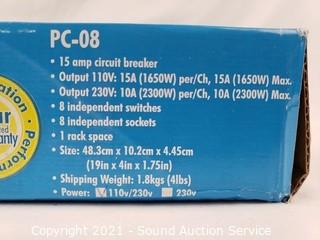 PC-08
• 15 amp circuit breaker
• Output 110V: 15A (1650W) per/Ch, 15A (1650W) Max.
• Output 230V: 10A (2300W) per/Ch, 10A (2300W) Max.
• 8 independent switches
• 8 independent sockets
• 1 rack space
• Size: 48.3cm x 10.2cm x 4.45cm
(19in x 4in x 1.75in)
• Shipping Weight: 1.8kgs (4lbs)
• Power: 110v/230v 230v
Copyright 2021 - Sound Auction Service